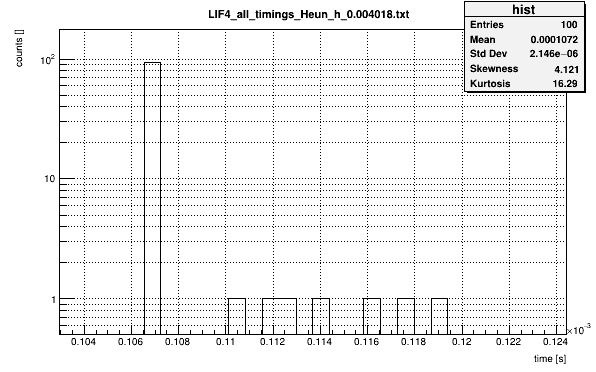 LIF4_all_timings_Heun_h_0.004018.txt
hist
Entries 100
Mean 0.0001072
Std Dev 2.146e−06
Skewness 4.121
Kurtosis 16.29
counts []
10²
10
1
0.104 0.106 0.108 0.11 0.112 0.114 0.116 0.118 0.12 0.122 0.124
×10⁻³
time [s]